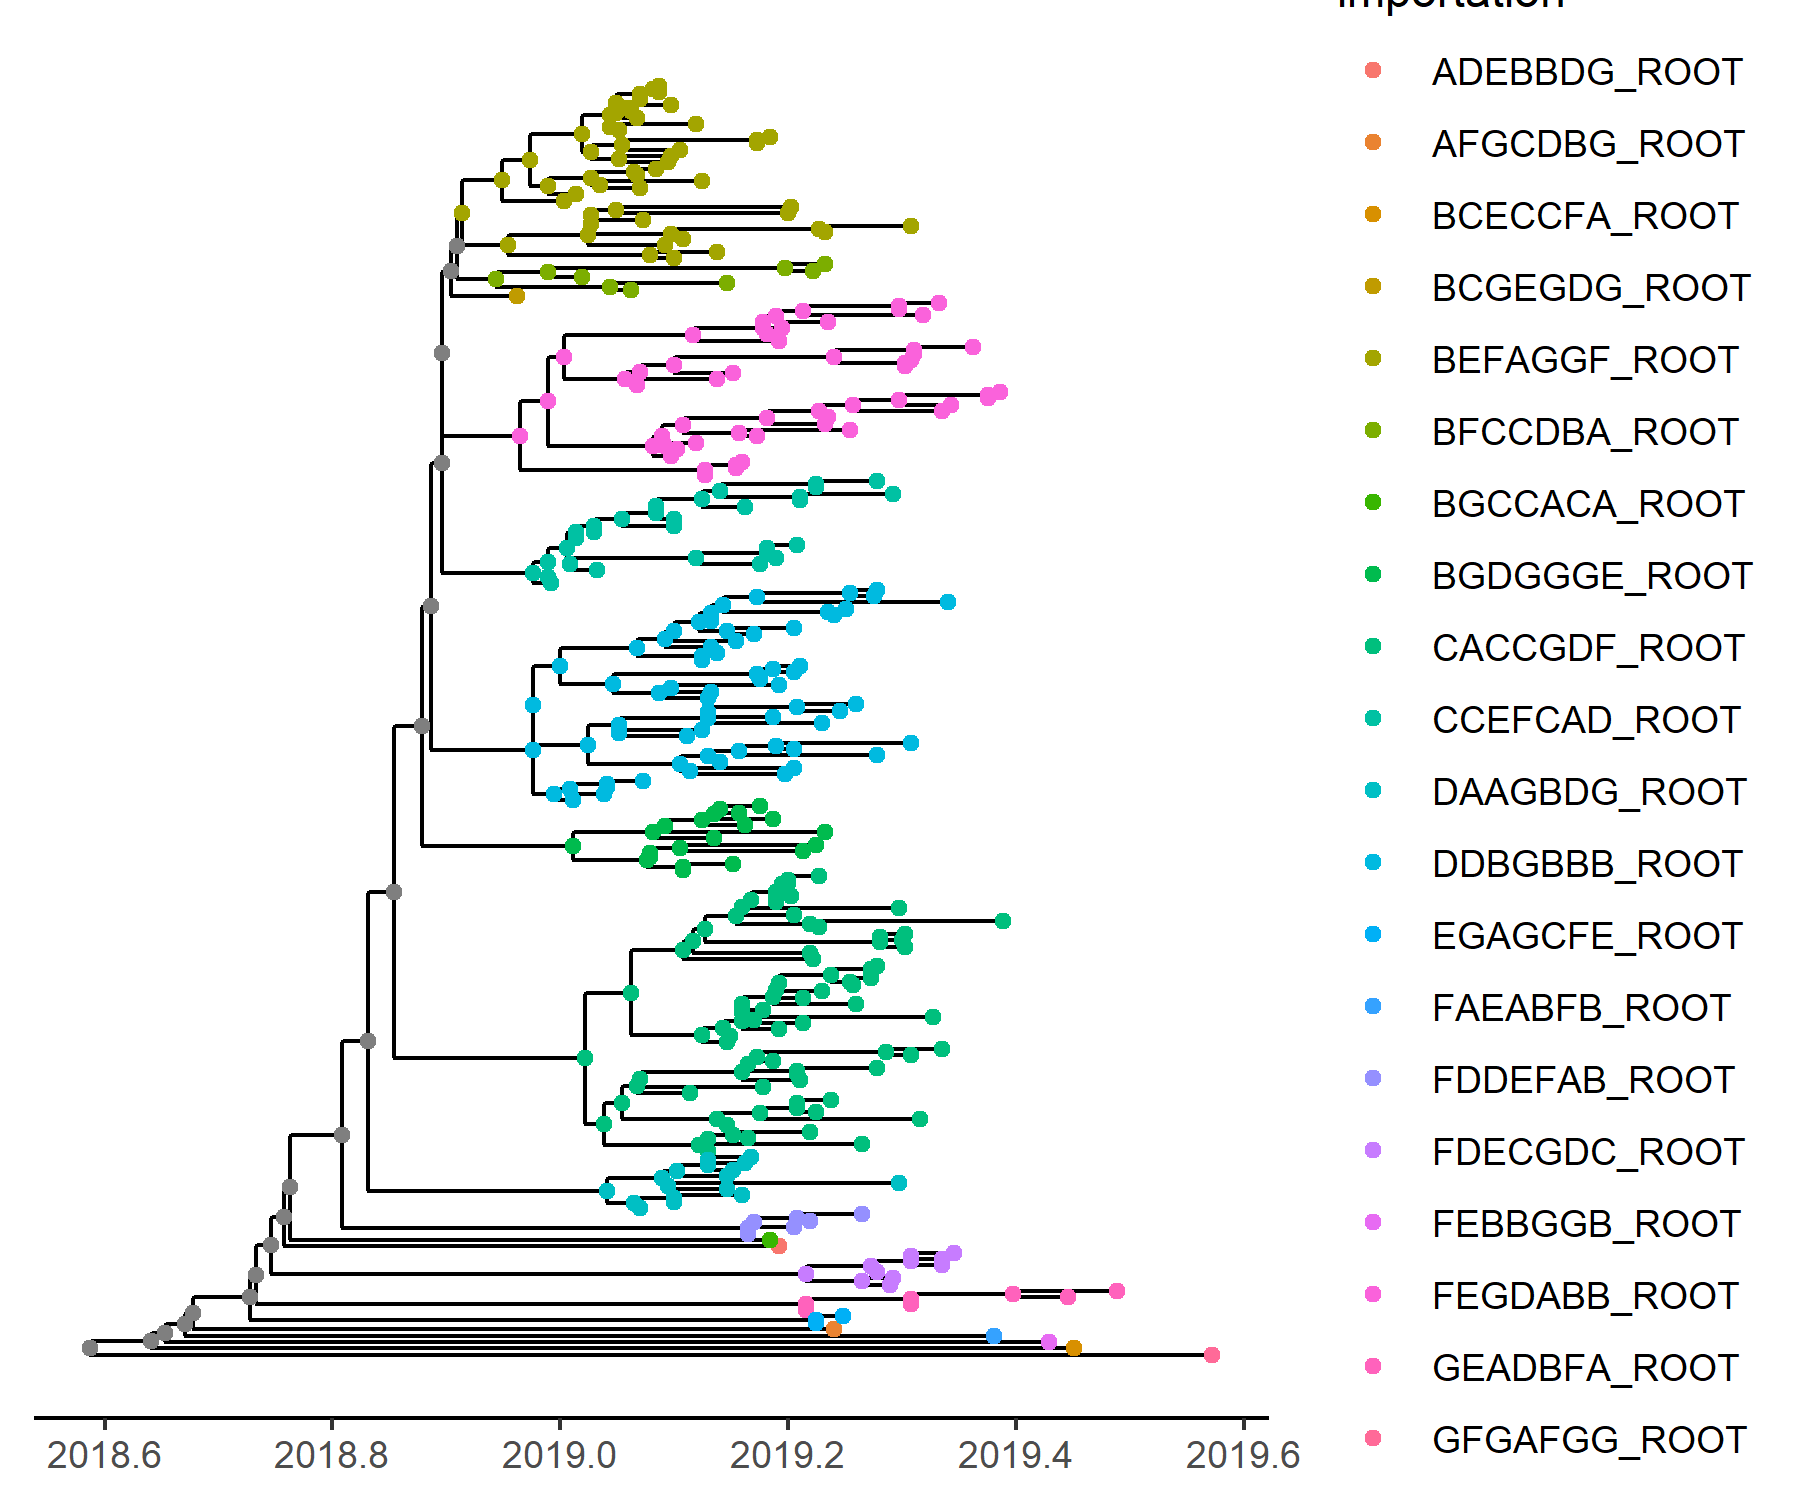 Importation
ADEBBDG_ROOT
AFGCDBG_ROOT
BCECCFA_ROOT
BCGEGDG_ROOT
BEFAGGF_ROOT
BFCCDBA_ROOT
BGCCACA_ROOT
BGDGGGE_ROOT
CACCGDF_ROOT
CCEFCAD_ROOT
DAAGBDG_ROOT
DDBGBBB_ROOT
EGAGCFE_ROOT
FAEABFB_ROOT
FDDEFAB_ROOT
FDECGDC_ROOT
FEBBGGB_ROOT
FEGDABB_ROOT
GEADBFA_ROOT
GFGAFGG_ROOT
2018.6 2018.8 2019.0 2019.2 2019.4 2019.6